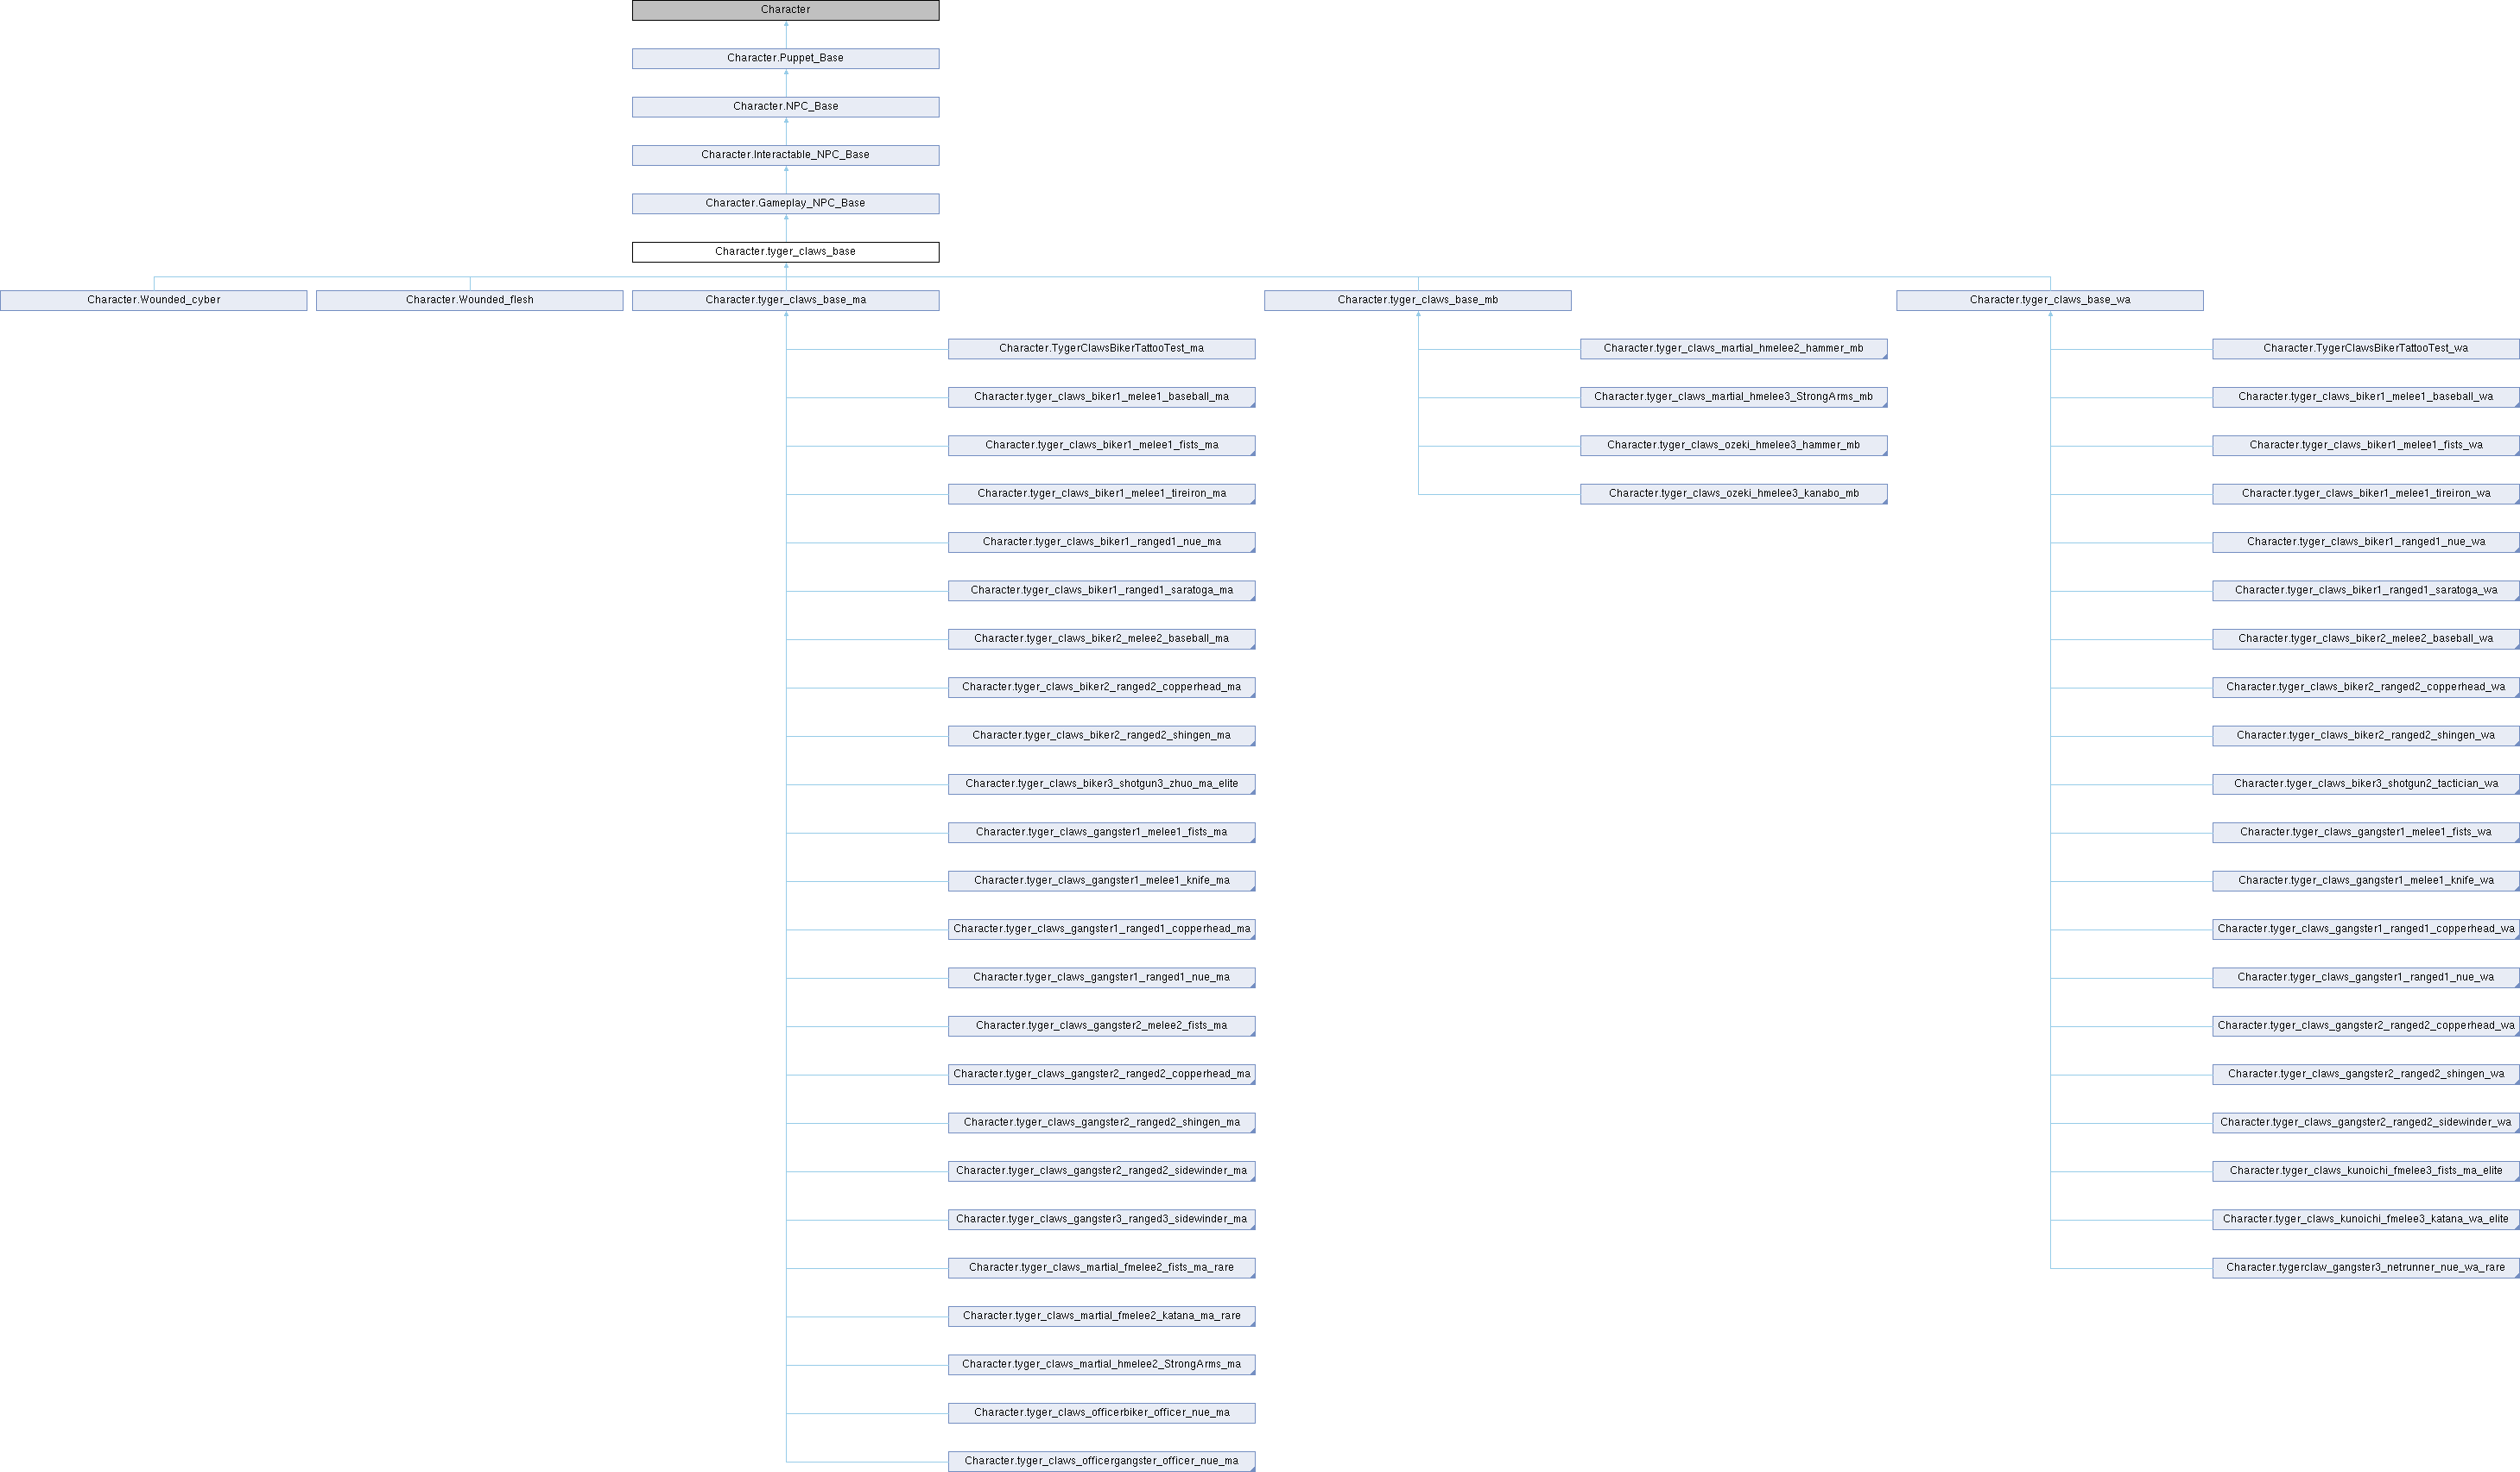 Character
Character.Puppet_Base
Character.NPC_Base
Character.Interactable_NPC_Base
Character.Gameplay_NPC_Base
Character.tyger_claws_base
Character.Wounded_cyber
Character.Wounded_flesh
Character.tyger_claws_base_ma
Character.tyger_claws_base_mb
Character.tyger_claws_base_wa
Character.TygerClawsBikerTattooTest_ma
Character.tyger_claws_biker1_melee1_baseball_ma
Character.tyger_claws_biker1_melee1_fists_ma
Character.tyger_claws_biker1_melee1_tireiron_ma
Character.tyger_claws_biker1_ranged1_nue_ma
Character.tyger_claws_biker1_ranged1_saratoga_ma
Character.tyger_claws_biker2_melee2_baseball_ma
Character.tyger_claws_biker2_ranged2_copperhead_ma
Character.tyger_claws_biker2_ranged2_shingen_ma
Character.tyger_claws_biker3_shotgun3_zhuo_ma_elite
Character.tyger_claws_gangster1_melee1_fists_ma
Character.tyger_claws_gangster1_melee1_knife_ma
Character.tyger_claws_gangster1_ranged1_copperhead_ma
Character.tyger_claws_gangster1_ranged1_nue_ma
Character.tyger_claws_gangster2_melee2_fists_ma
Character.tyger_claws_gangster2_ranged2_copperhead_ma
Character.tyger_claws_gangster2_ranged2_shingen_ma
Character.tyger_claws_gangster2_ranged2_sidewinder_ma
Character.tyger_claws_gangster3_ranged3_sidewinder_ma
Character.tyger_claws_martial_fmelee2_fists_ma_rare
Character.tyger_claws_martial_fmelee2_katana_ma_rare
Character.tyger_claws_martial_hmelee2_StrongArms_ma
Character.tyger_claws_officerbiker_officer_nue_ma
Character.tyger_claws_officergangster_officer_nue_ma
Character.tyger_claws_martial_hmelee2_hammer_mb
Character.tyger_claws_martial_hmelee3_StrongArms_mb
Character.tyger_claws_ozeki_hmelee3_hammer_mb
Character.tyger_claws_ozeki_hmelee3_kanabo_mb
Character.TygerClawsBikerTattooTest_wa
Character.tyger_claws_biker1_melee1_baseball_wa
Character.tyger_claws_biker1_melee1_fists_wa
Character.tyger_claws_biker1_melee1_tireiron_wa
Character.tyger_claws_biker1_ranged1_nue_wa
Character.tyger_claws_biker1_ranged1_saratoga_wa
Character.tyger_claws_biker2_melee2_baseball_wa
Character.tyger_claws_biker2_ranged2_copperhead_wa
Character.tyger_claws_biker2_ranged2_shingen_wa
Character.tyger_claws_biker3_shotgun2_tactician_wa
Character.tyger_claws_gangster1_melee1_fists_wa
Character.tyger_claws_gangster1_melee1_knife_wa
Character.tyger_claws_gangster1_ranged1_copperhead_wa
Character.tyger_claws_gangster1_ranged1_nue_wa
Character.tyger_claws_gangster2_ranged2_copperhead_wa
Character.tyger_claws_gangster2_ranged2_shingen_wa
Character.tyger_claws_gangster2_ranged2_sidewinder_wa
Character.tyger_claws_kunoichi_fmelee3_fists_ma_elite
Character.tyger_claws_kunoichi_fmelee3_katana_wa_elite
Character.tygerclaw_gangster3_netrunner_nue_wa_rare